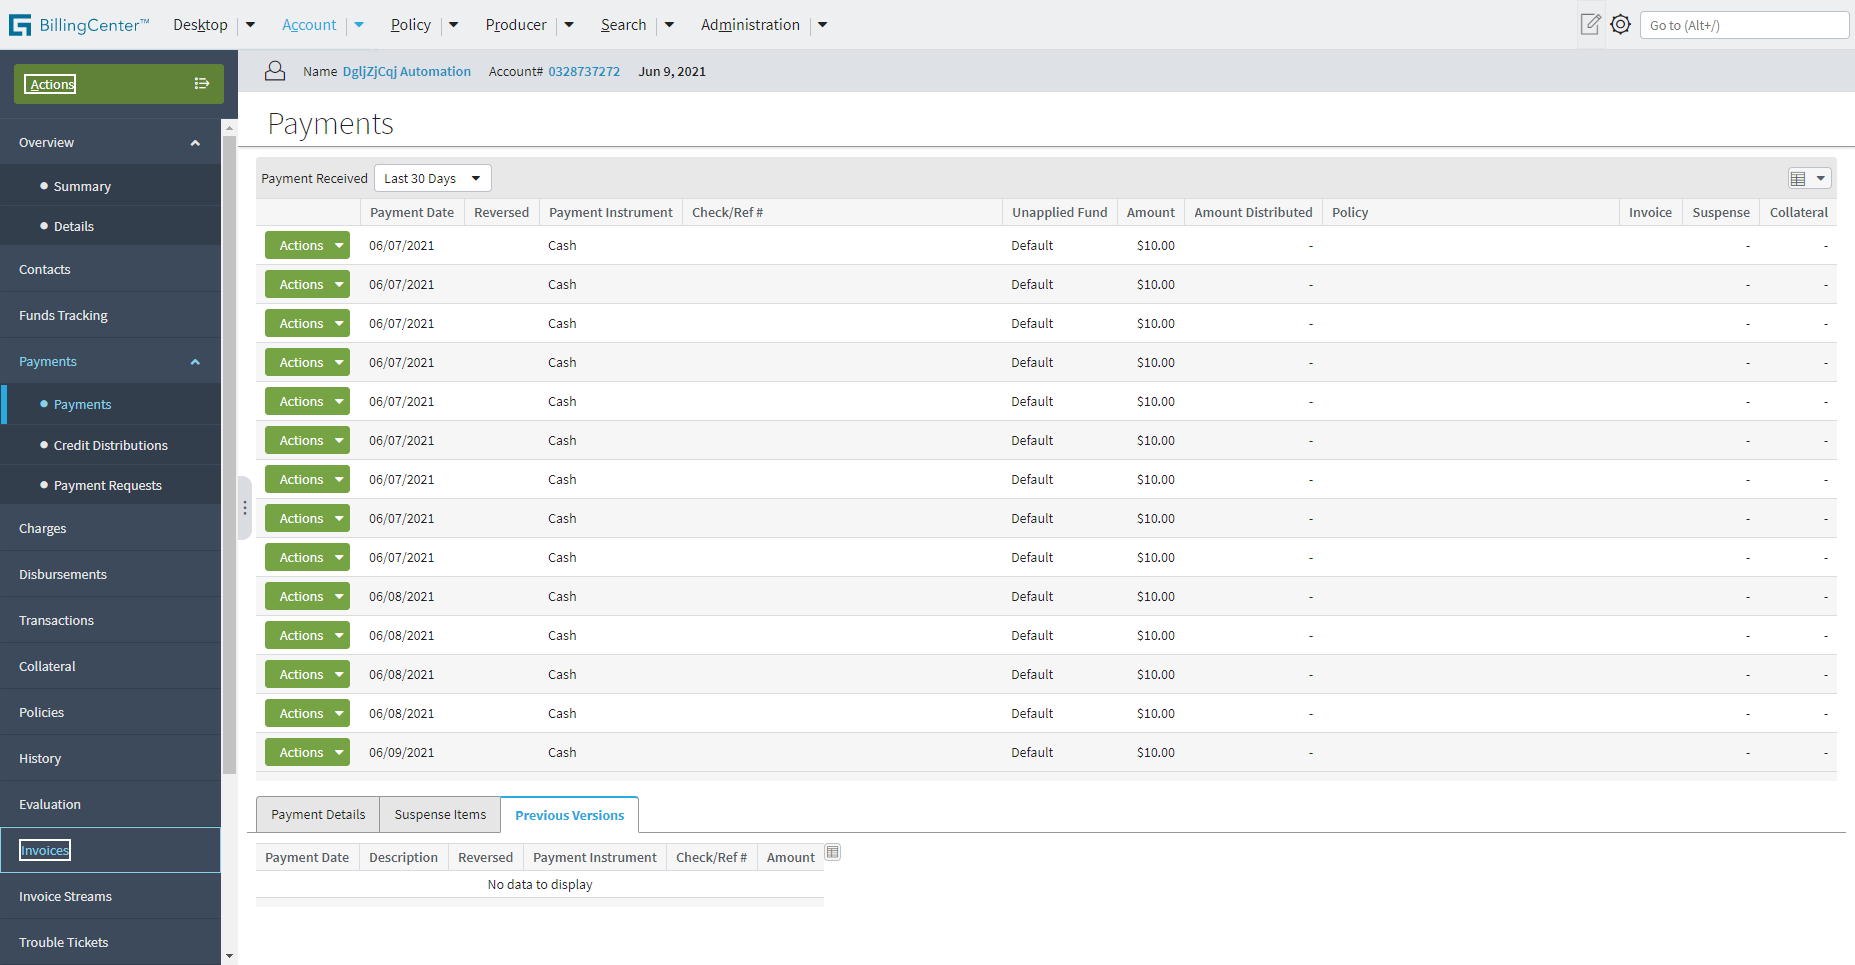 BillingCenter™ Desktop Account Policy Producer Search Administration Go to (Alt+/)
Actions
Name DgljZjCqj Automation Account# 0328737272 Jun 9, 2021
Overview
Summary
Details
Contacts
Funds Tracking
Payments
Payments
Credit Distributions
Payment Requests
Charges
Disbursements
Transactions
Collateral
Policies
History
Evaluation
Invoices
Invoice Streams
Trouble Tickets
Payments
Payment Received Last 30 Days
Payment Date Reversed Payment Instrument Check/Ref # Unapplied Fund Amount Amount Distributed Policy Invoice Suspense Collateral
Actions 06/07/2021 Cash Default $10.00 - - -
Actions 06/07/2021 Cash Default $10.00 - - -
Actions 06/07/2021 Cash Default $10.00 - - -
Actions 06/07/2021 Cash Default $10.00 - - -
Actions 06/07/2021 Cash Default $10.00 - - -
Actions 06/07/2021 Cash Default $10.00 - - -
Actions 06/07/2021 Cash Default $10.00 - - -
Actions 06/07/2021 Cash Default $10.00 - - -
Actions 06/07/2021 Cash Default $10.00 - - -
Actions 06/08/2021 Cash Default $10.00 - - -
Actions 06/08/2021 Cash Default $10.00 - - -
Actions 06/08/2021 Cash Default $10.00 - - -
Actions 06/08/2021 Cash Default $10.00 - - -
Actions 06/09/2021 Cash Default $10.00 - - -
Payment Details Suspense Items Previous Versions
Payment Date Description Reversed Payment Instrument Check/Ref # Amount
No data to display